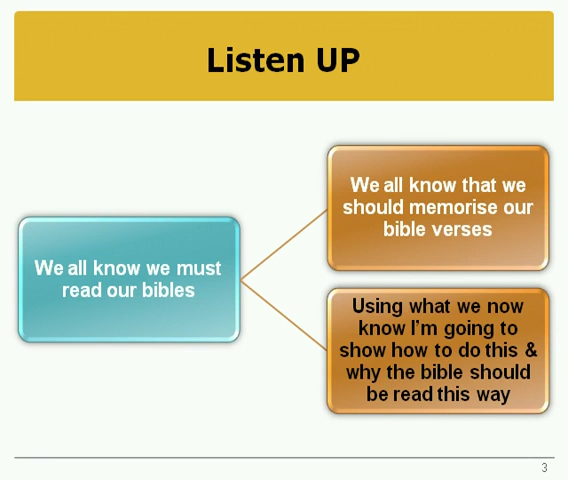 Listen UP
We all know that we
should memorise our
bible verses
We all know we must
read our bibles
Using what we now
know I'm going to
show how to do this &
why the bible should
be read this way
3